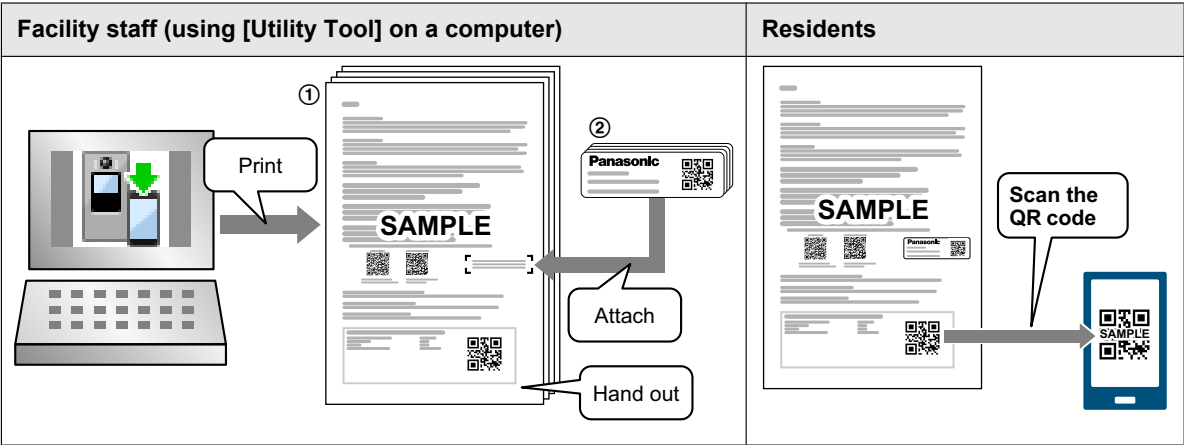 Facility staff (using [Utility Tool] on a computer)
Residents
①
Print
SAMPLE
②
Panasonic
Attach
Hand out
SAMPLE
Panasonic
Scan the
QR code
SAMPLE